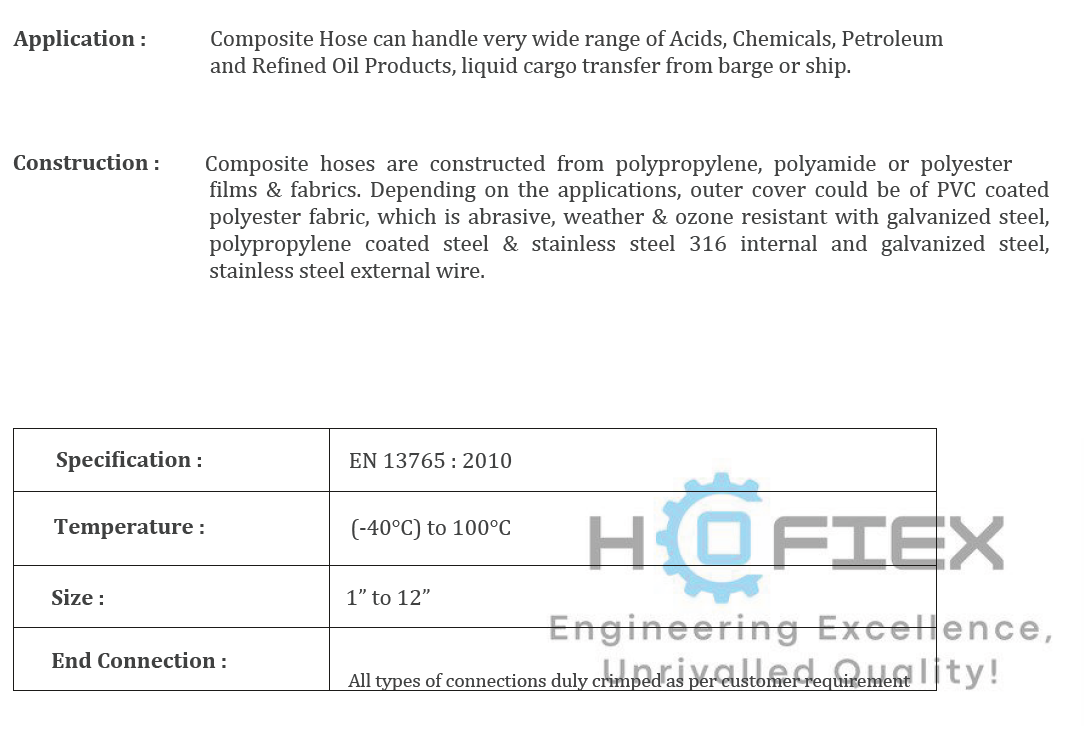 Application : Composite Hose can handle very wide range of Acids, Chemicals, Petroleum
and Refined Oil Products, liquid cargo transfer from barge or ship.
Construction : Composite hoses are constructed from polypropylene, polyamide or polyester
films & fabrics. Depending on the applications, outer cover could be of PVC coated
polyester fabric, which is abrasive, weather & ozone resistant with galvanized steel,
polypropylene coated steel & stainless steel 316 internal and galvanized steel,
stainless steel external wire.
Specification : EN 13765 : 2010
Temperature : (-40°C) to 100°C
HOFIEX
Size : 1” to 12”
Engineering Excellence,
End Connection :
Unrivalled Quality!
All types of connections duly crimped as per customer requirement